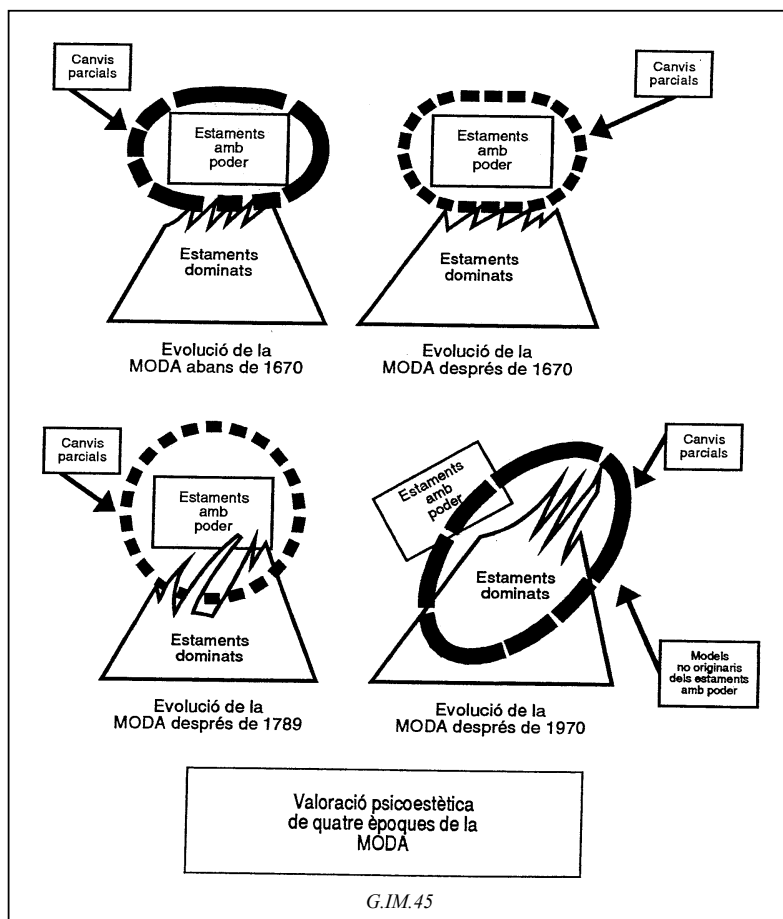 Canvis
parcials
Estaments
amb
poder
Estaments
dominats
Evolució de la
MODA abans de 1670
Canvis
parcials
Estaments
amb
poder
Estaments
dominats
Evolució de la
MODA després de 1670
Canvis
parcials
Estaments
amb
poder
Estaments
dominats
Evolució de la
MODA després de 1789
Canvis
parcials
Estaments
amb
poder
Estaments
dominats
Models
no originaris
dels estaments
amb poder
Evolució de la
MODA després de 1970
Valoració psicoestètica
de quatre èpoques de la
MODA
G.IM.45